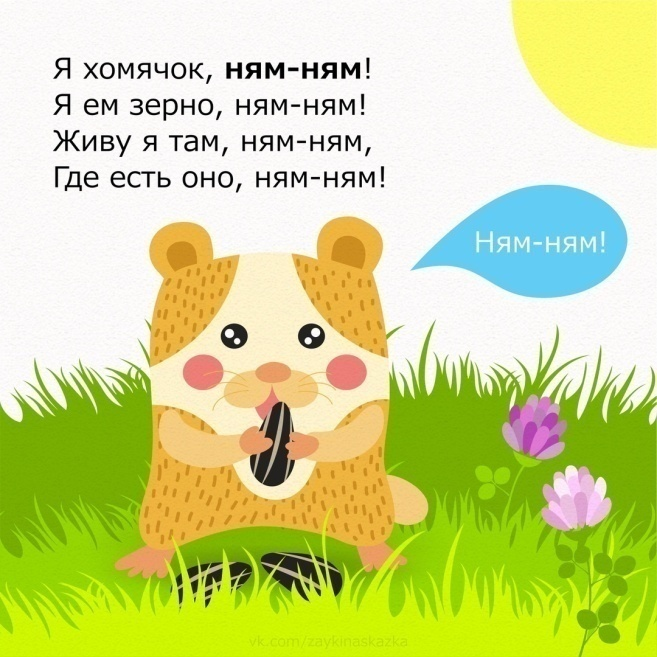 Я хомячок, ням-ням!
Я ем зерно, ням-ням!
Живу я там, ням-ням,
Где есть оно, ням-ням!
Ням-ням!
vk.com/zaykinaskazka